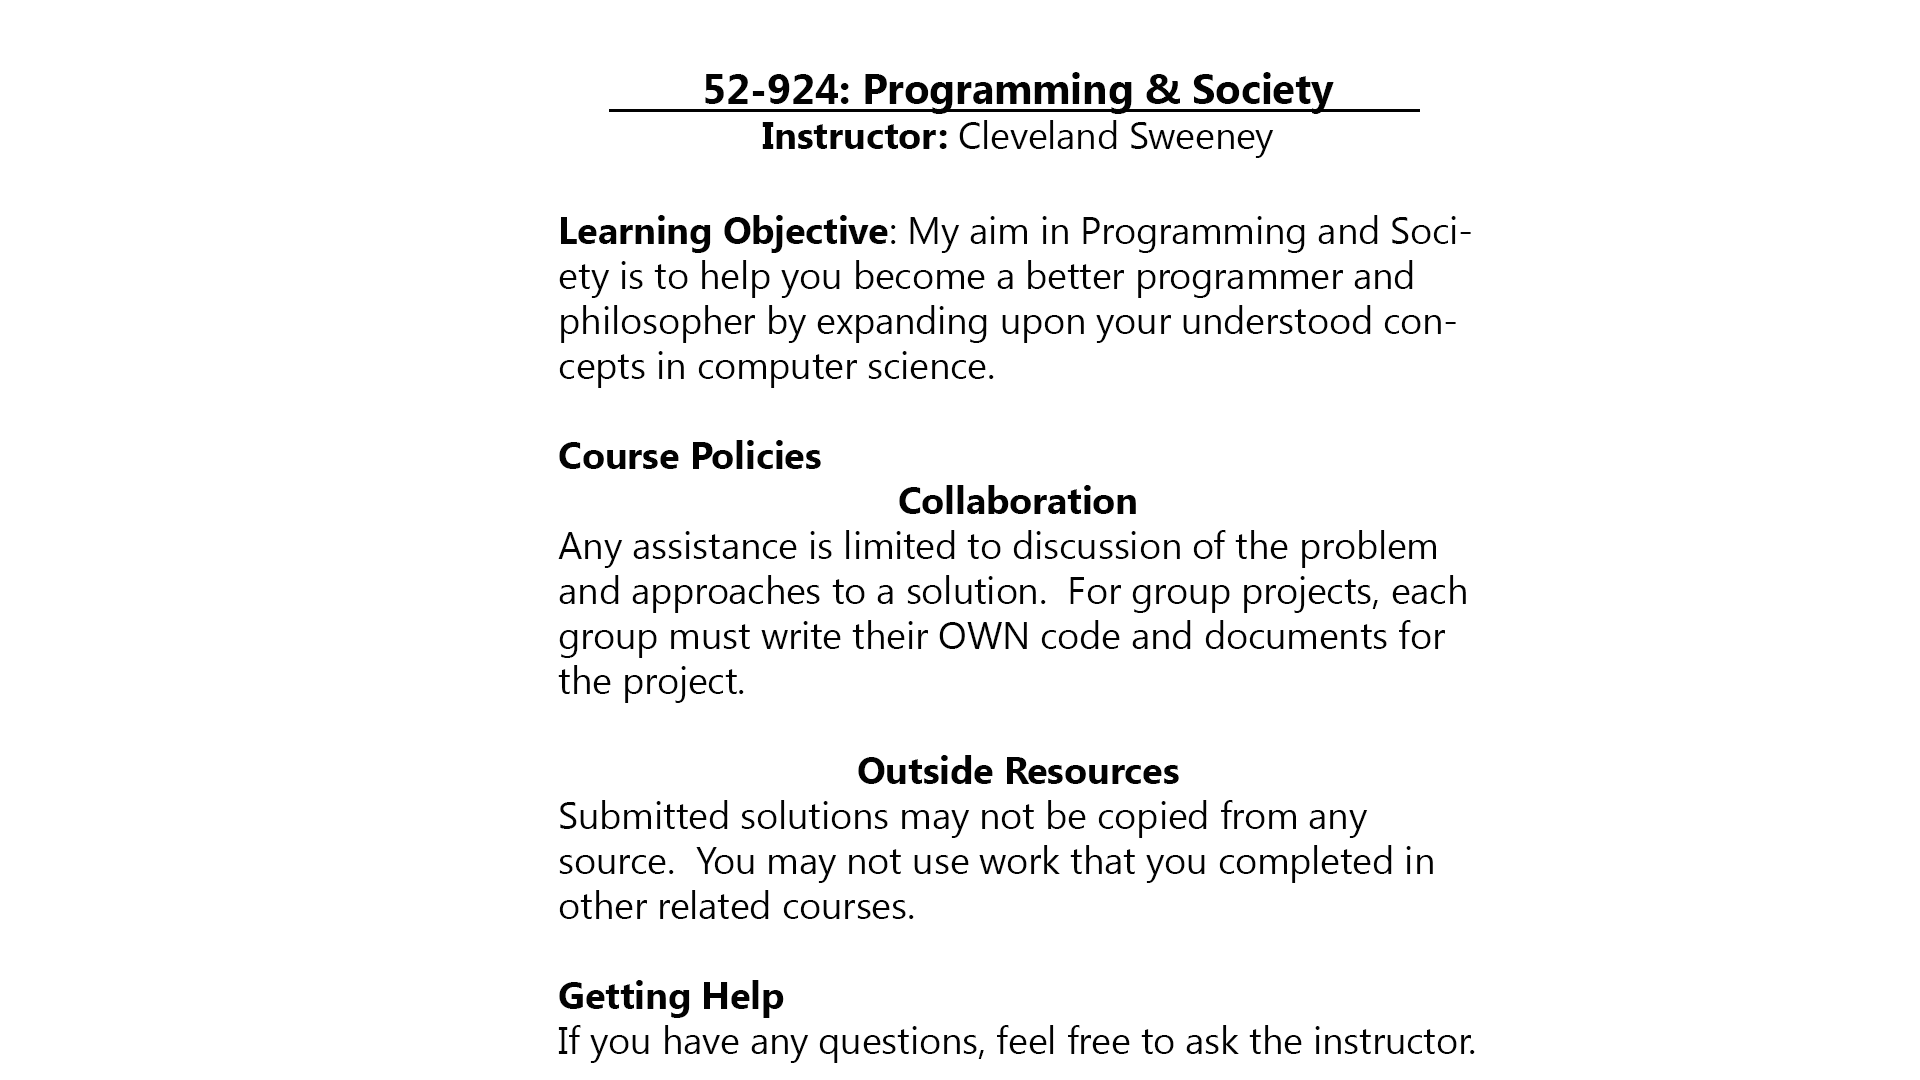 52-924: Programming & Society
Instructor: Cleveland Sweeney
Learning Objective: My aim in Programming and Soci-
ety is to help you become a better programmer and
philosopher by expanding upon your understood con-
cepts in computer science.
Course Policies
Collaboration
Any assistance is limited to discussion of the problem
and approaches to a solution.  For group projects, each
group must write their OWN code and documents for
the project.
Outside Resources
Submitted solutions may not be copied from any
source.  You may not use work that you completed in
other related courses.
Getting Help
If you have any questions, feel free to ask the instructor.